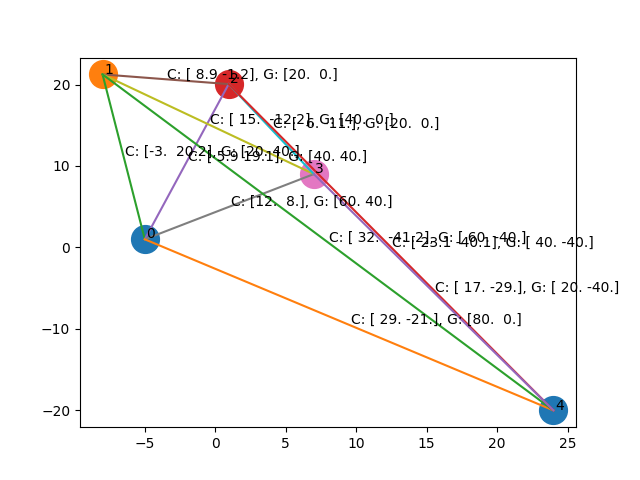 1
C: [ 8.9 -1.2], G: [20.  0.]
2
20
C: [ 15.  -12.2], G: [40.  0.]
C: [  6. -11.], G: [20.  0.]
C: [-3.  20.2], G: [20. 40.]
C: [ 5.9 19.1], G: [40. 40.]
3
10
C: [12.  8.], G: [60. 40.]
0
C: [ 32.  -41.2], G: [ 60. -40.]
C: [ 23.1 -40.1], G: [ 40. -40.]
0
C: [ 17. -29.], G: [ 20. -40.]
−10
C: [ 29. -21.], G: [80.  0.]
4
−20
−5 0 5 10 15 20 25